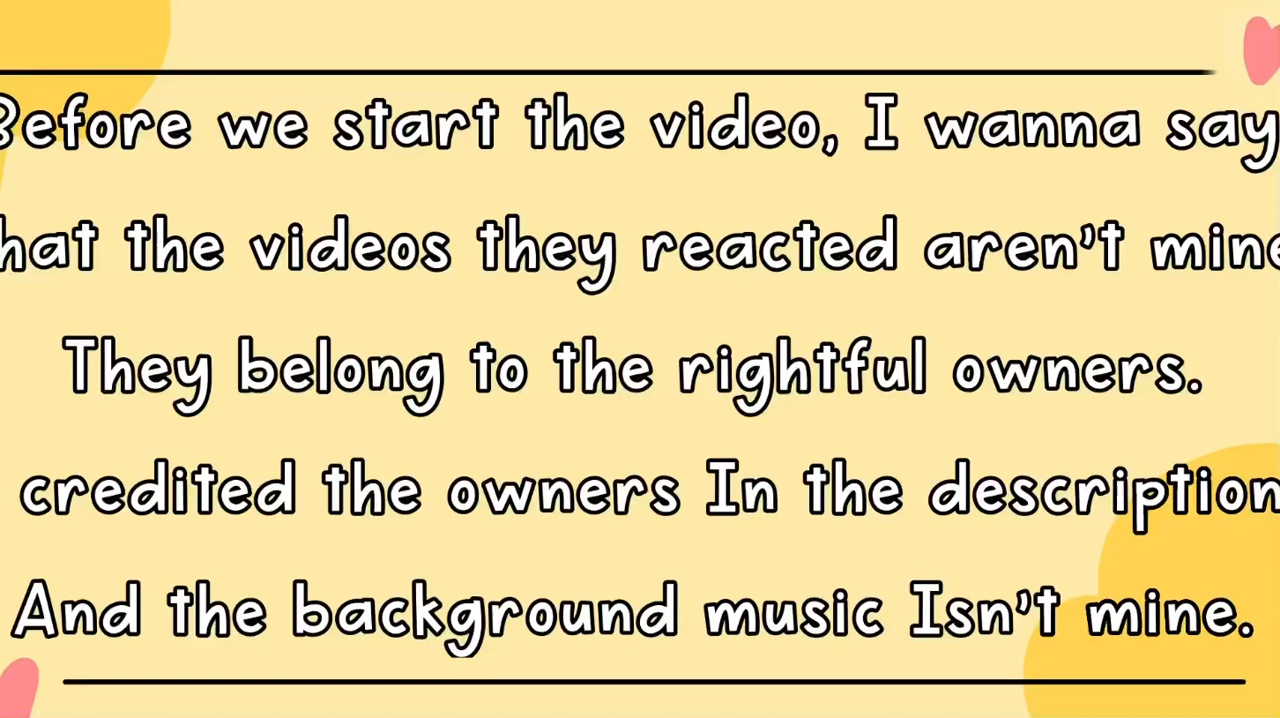 Before we start the video, I wanna say
hat the videos they reacted aren't mine
They belong to the rightful owners.
credited the owners In the description
And the background music Isn't mine.